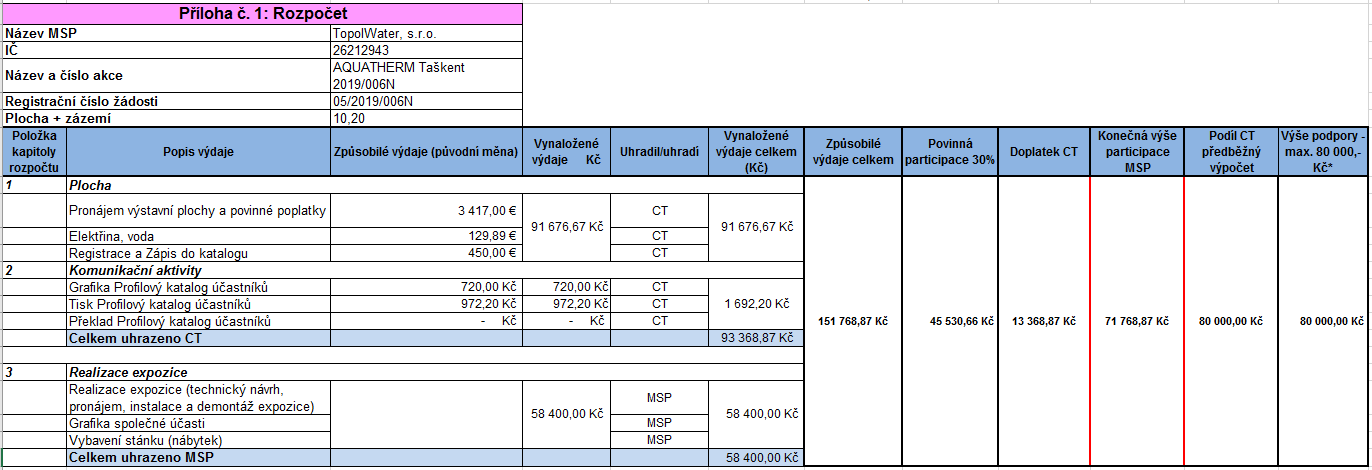 Příloha č. 1: Rozpočet
Název MSP TopolWater, s.r.o.
IČ 26212943
Název a číslo akce AQUATHERM Taškent
2019/006N
Registrační číslo žádosti 05/2019/006N
Plocha + zázemí 10,20
Položka kapitoly rozpočtu Popis výdaje Způsobilé výdaje (původní měna) Vynaložené výdaje Kč Uhradil/uhradí Vynaložené výdaje celkem (Kč) Způsobilé výdaje celkem Povinná participace 30% Doplatek CT Konečná výše participace MSP Podíl CT předběžný výpočet Výše podpory - max. 80 000,- Kč*
1 Plocha
Pronájem výstavní plochy a povinné poplatky 3 417,00 € 91 676,67 Kč CT 91 676,67 Kč
Elektřina, voda 129,89 € CT
Registrace a Zápis do katalogu 450,00 € CT
2 Komunikační aktivity
Grafika Profilový katalog účastníků 720,00 Kč 720,00 Kč CT 1 692,20 Kč
Tisk Profilový katalog účastníků 972,20 Kč 972,20 Kč CT
Překlad Profilový katalog účastníků - Kč - Kč CT
151 768,87 Kč 45 530,66 Kč 13 368,87 Kč 71 768,87 Kč 80 000,00 Kč 80 000,00 Kč
Celkem uhrazeno CT 93 368,87 Kč
3 Realizace expozice
Realizace expozice (technický návrh,
pronájem, instalace a demontáž expozice) 58 400,00 Kč MSP 58 400,00 Kč
Grafika společné účasti MSP
Vybavení stánku (nábytek) MSP
Celkem uhrazeno MSP 58 400,00 Kč